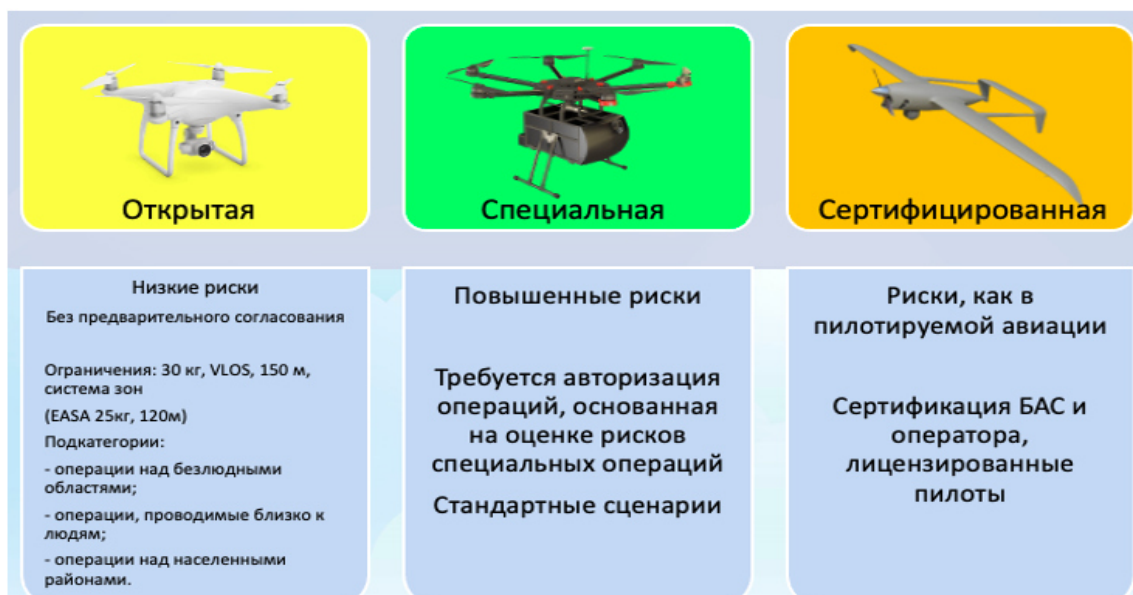 Открытая
Специальная
Сертифицированная
Низкие риски
Без предварительного согласования
Ограничения: 30 кг, VLOS, 150 м,
система зон
(EASA 25кг, 120м)
Подкатегории:
- операции над безлюдными
областями;
- операции, проводимые близко к
людям;
- операции над населенными
районами.
Повышенные риски
Требуется авторизация
операций, основанная
на оценке рисков
специальных операций
Стандартные сценарии
Риски, как в
пилотируемой авиации
Сертификация БАС и
оператора,
лицензированные
пилоты